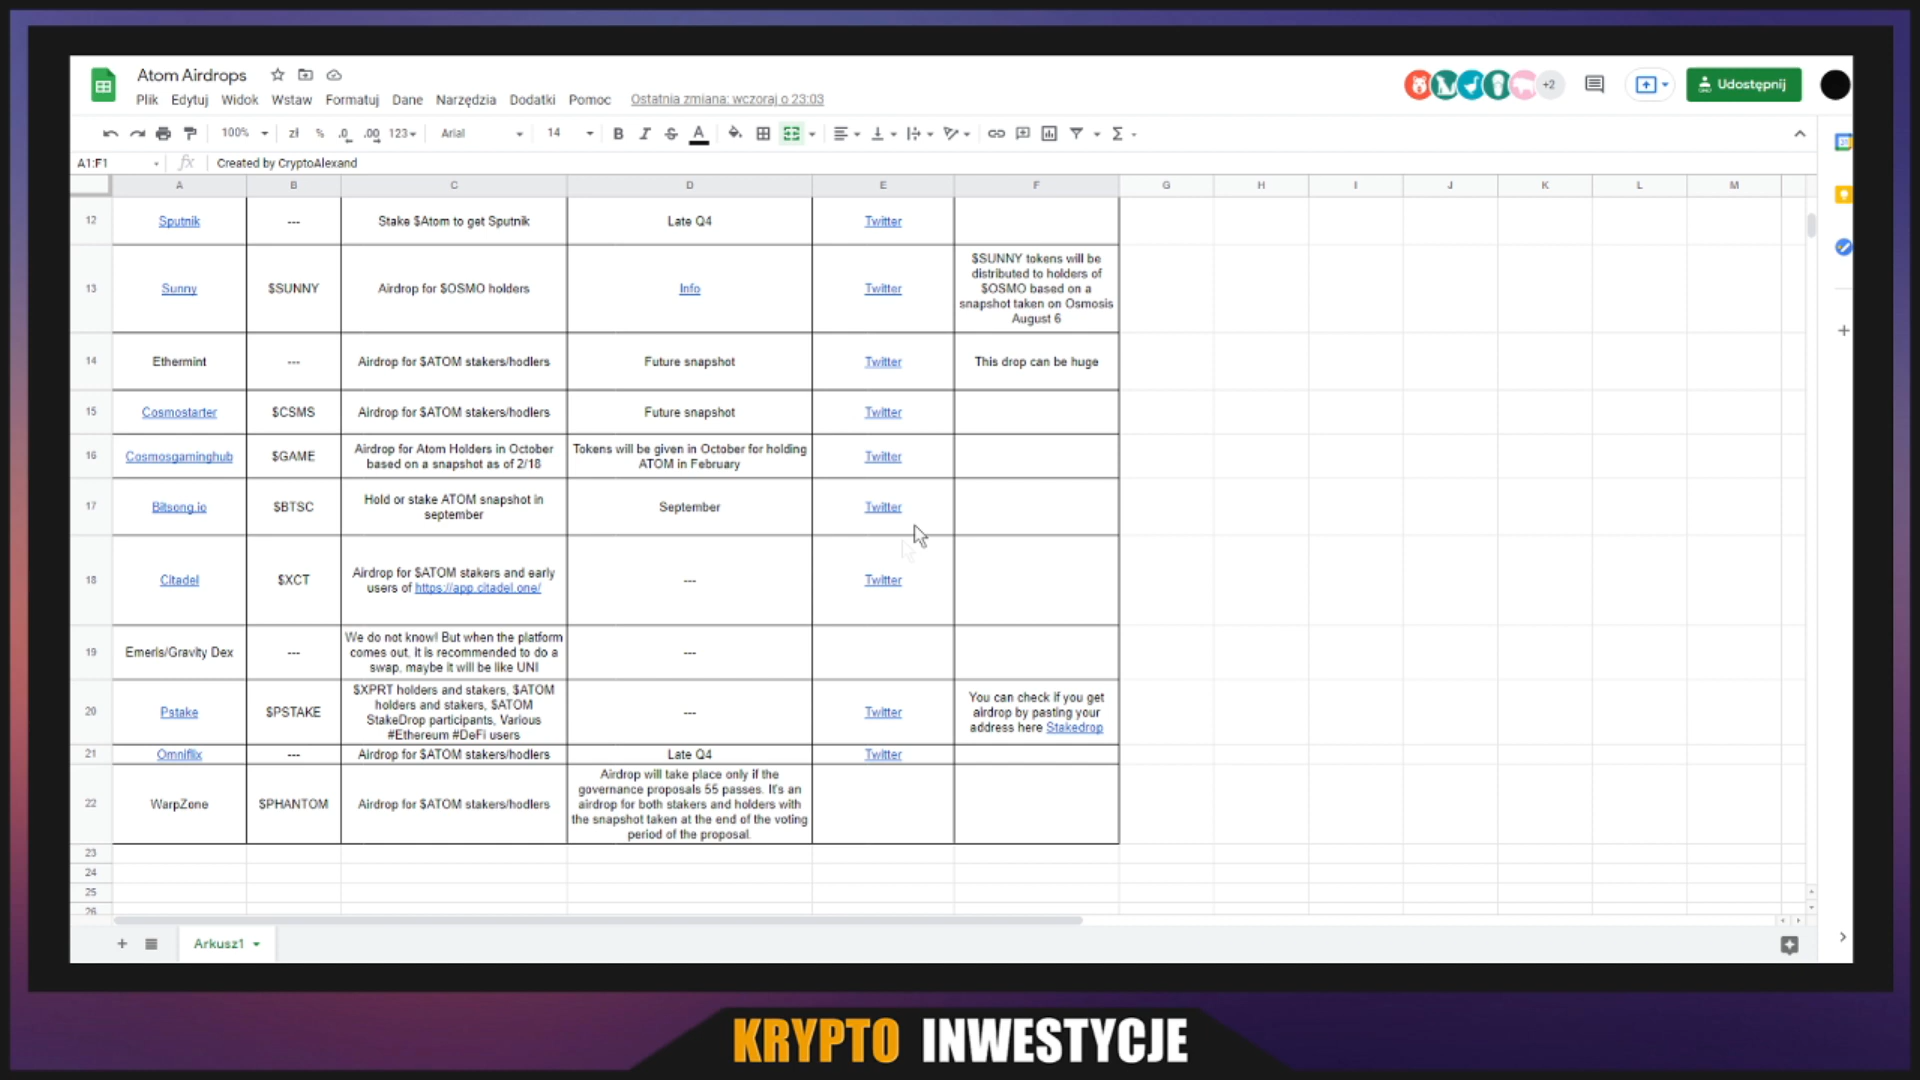 Atom Airdrops
+2
Udostępnij
Plik Edytuj Widok Wstaw Formatuj Dane Narzędzia Dodatki Pomoc Ostatnia zmiana: wczoraj o 23:03
100% zł % .0 .00 123 Arial 14 B I S A Σ
A1:F1 fx Created by CryptoAlexand
A B C D E F G H I J K L M
12 Sputnik --- Stake $Atom to get Sputnik Late Q4 Twitter
13 Sunny $SUNNY Airdrop for $OSMO holders Info Twitter
$SUNNY tokens will be
distributed to holders of
$OSMO based on a
snapshot taken on Osmosis
August 6
14 Ethermint --- Airdrop for $ATOM stakers/hodlers Future snapshot Twitter This drop can be huge
15 Cosmostarter $CSMS Airdrop for $ATOM stakers/hodlers Future snapshot Twitter
16 Cosmosgaminghub $GAME
Airdrop for Atom Holders in October
based on a snapshot as of 2/18
Tokens will be given in October for holding
ATOM in February
Twitter
17 Bitsong.io $BTSC
Hold or stake ATOM snapshot in
september
September Twitter
18 Citadel $XCT
Airdrop for $ATOM stakers and early
users of https://app.citadel.one/
--- Twitter
19 Emeris/Gravity Dex ---
We do not know! But when the platform
comes out, it is recommended to do a
swap, maybe it will be like UNI
---
20 Pstake $PSTAKE
$XPRT holders and stakers, $ATOM
holders and stakers, $ATOM
StakeDrop participants, Various
#Ethereum #DeFi users
--- Twitter
You can check if you get
airdrop by pasting your
address here Stakedrop
21 Omniflix --- Airdrop for $ATOM stakers/hodlers Late Q4 Twitter
22 WarpZone $PHANTOM Airdrop for $ATOM stakers/hodlers
Airdrop will take place only if the
governance proposals 55 passes. It's an
airdrop for both stakers and holders with
the snapshot taken at the end of the voting
period of the proposal.
23
24
25
26
Arkusz1
KRYPTO INWESTYCJE